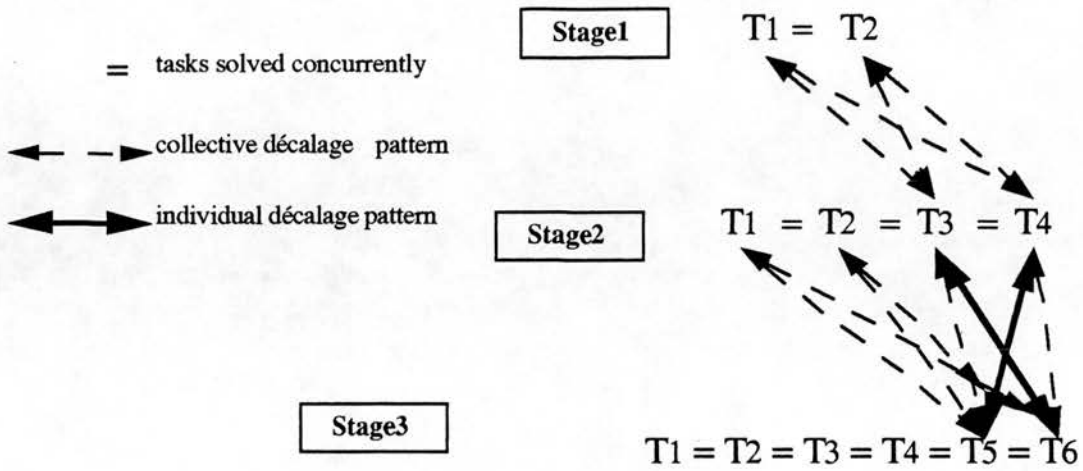 Stage1
T1 = T2
= tasks solved concurrently
collective décalage pattern
individual décalage pattern
Stage2
T1 = T2 = T3 = T4
Stage3
T1 = T2 = T3 = T4 = T5 = T6